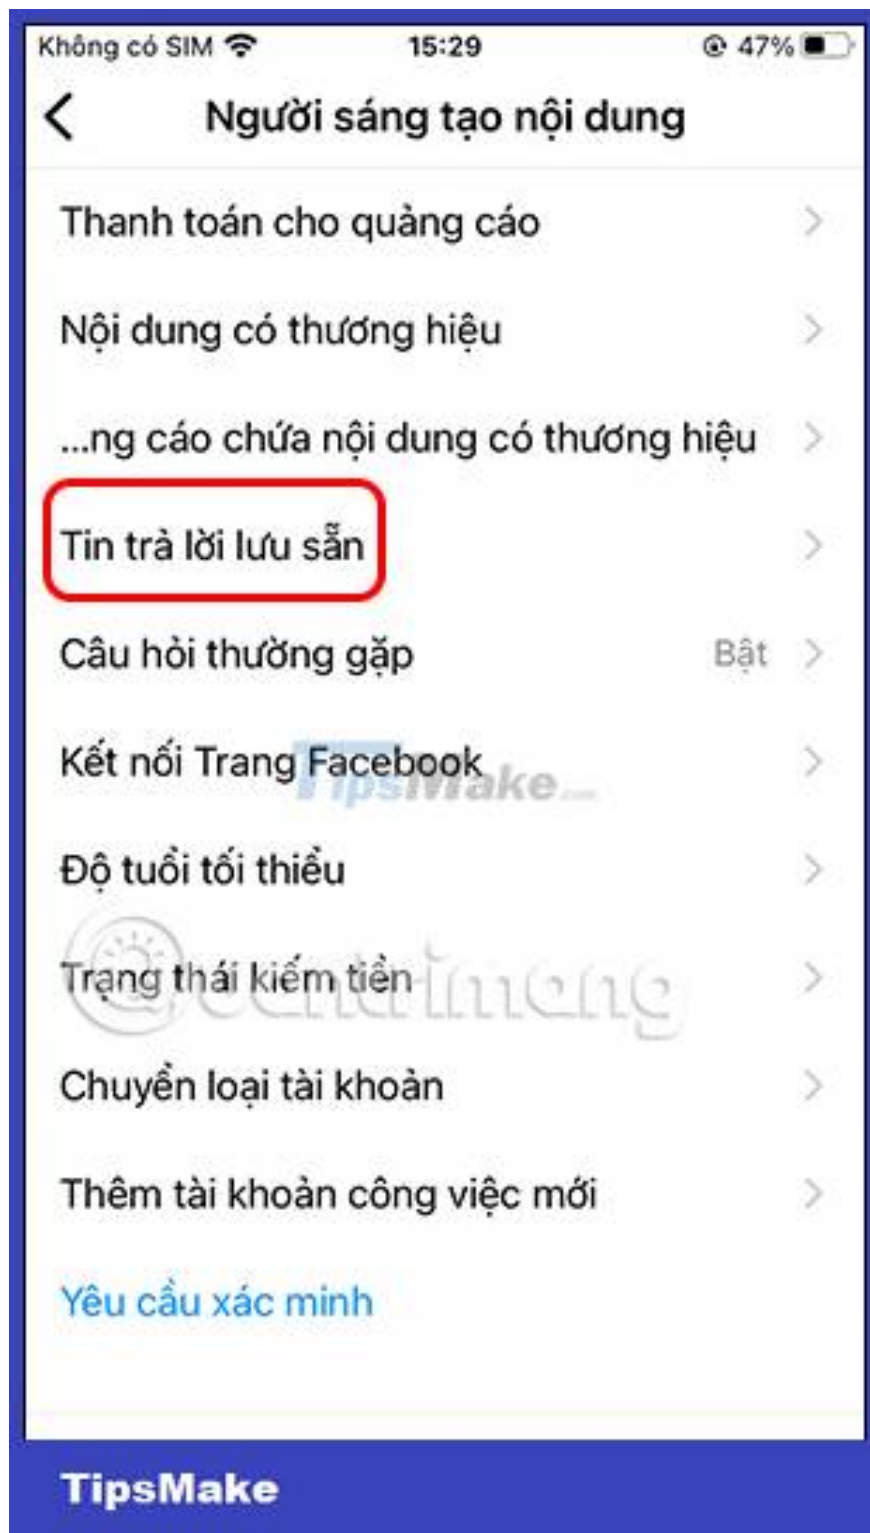 Không có SIM 15:29 47%
Người sáng tạo nội dung
Thanh toán cho quảng cáo
Nội dung có thương hiệu
...ng cáo chứa nội dung có thương hiệu
Tin trả lời lưu sẵn
Câu hỏi thường gặp Bật
Kết nối Trang Facebook
TipsMake.com
Độ tuổi tối thiểu
Trạng thái kiếm tiền
Quantrimang
Chuyển loại tài khoản
Thêm tài khoản công việc mới
Yêu cầu xác minh
TipsMake